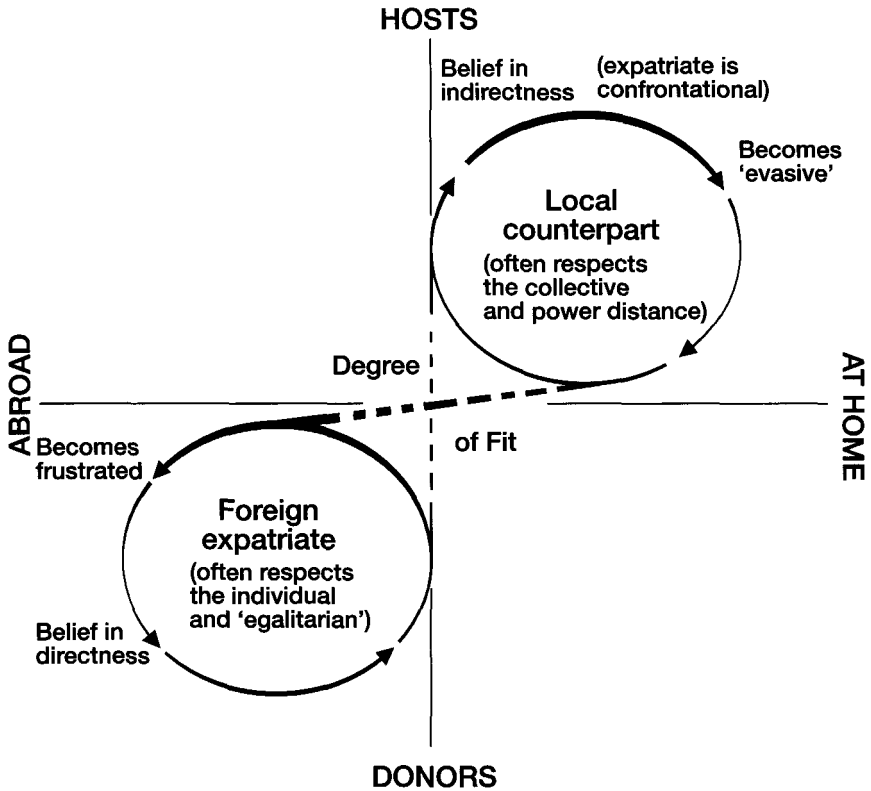 HOSTS
Belief in
indirectness
(expatriate is
confrontational)
Becomes
‘evasive’
Local
counterpart
(often respects
the collective
and power distance)
Degree
ABROAD
AT HOME
of Fit
Becomes
frustrated
Foreign
expatriate
(often respects
the individual
and ‘egalitarian’)
Belief in
directness
DONORS